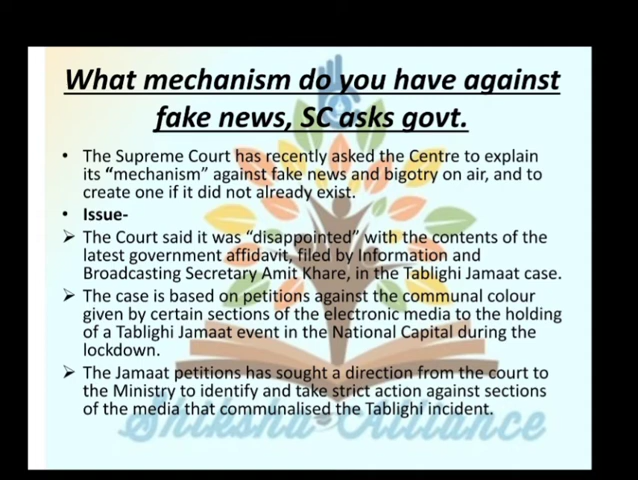 What mechanism do you have against
fake news, SC asks govt.
• The Supreme Court has recently asked the Centre to explain
its “mechanism” against fake news and bigotry on air, and to
create one if it did not already exist.
• Issue-
➢ The Court said it was “disappointed” with the contents of the
latest government affidavit, filed by Information and
Broadcasting Secretary Amit Khare, in the Tablighi Jamaat case.
➢ The case is based on petitions against the communal colour
given by certain sections of the electronic media to the holding
of a Tablighi Jamaat event in the National Capital during the
lockdown.
➢ The Jamaat petitions has sought a direction from the court to
the Ministry to identify and take strict action against sections
of the media that communalised the Tablighi incident.
Shiksha Alliance